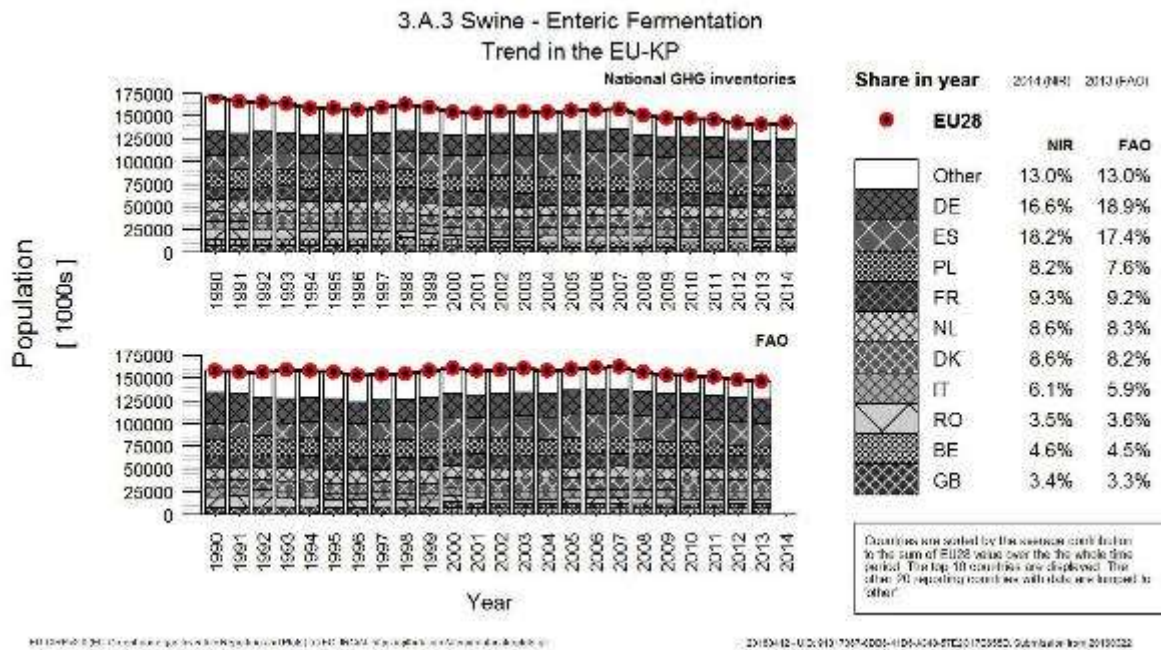 3.A.3 Swine - Enteric Fermentation
Trend in the EU-KP
National GHG inventories
Population
[ 1000s ]
175000
150000
125000
100000
75000
50000
25000
0
1990 1991 1992 1993 1994 1995 1996 1997 1998 1999 2000 2001 2002 2003 2004 2005 2006 2007 2008 2009 2010 2011 2012 2013 2014
FAO
175000
150000
125000
100000
75000
50000
25000
0
1990 1991 1992 1993 1994 1995 1996 1997 1998 1999 2000 2001 2002 2003 2004 2005 2006 2007 2008 2009 2010 2011 2012 2013 2014
Year
Share in year 2014 (NIR) 2013 (FAO)
EU28
NIR FAO
Other 13.0% 13.0%
DE 16.6% 18.9%
ES 18.2% 17.4%
PL 8.2% 7.6%
FR 9.3% 9.2%
NL 8.6% 8.3%
DK 8.6% 8.2%
IT 6.1% 5.9%
RO 3.5% 3.6%
BE 4.6% 4.5%
GB 3.4% 3.3%
Countries are sorted by the average contribution
to the sum of EU28 value over the the whole time
period. The top 10 countries are displayed. The
other 20 reporting countries with data are lumped to
'other'